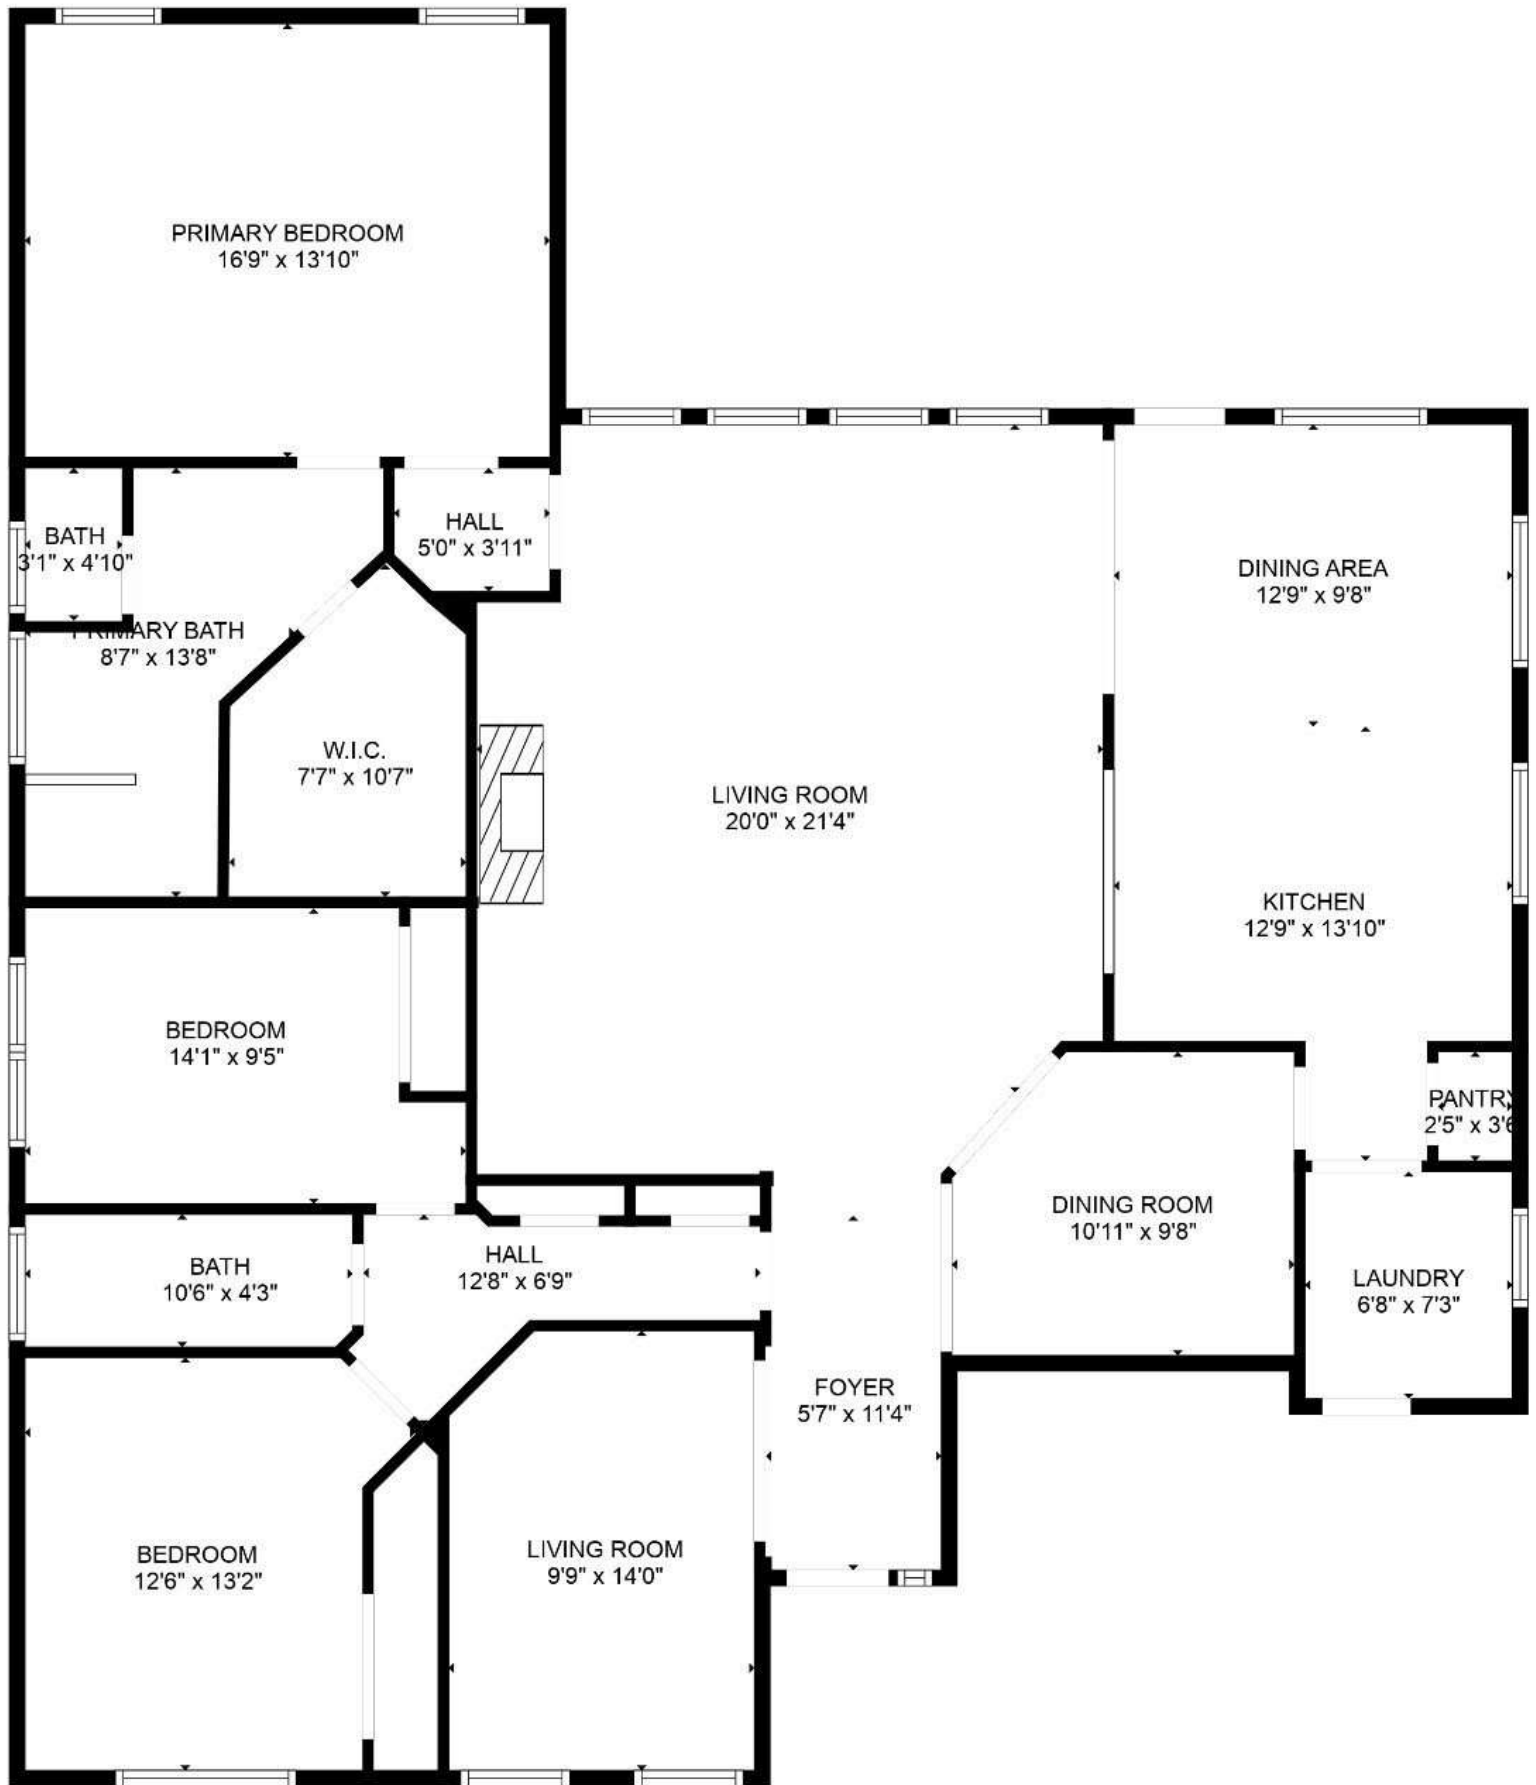 PRIMARY BEDROOM
16'9" x 13'10"
BATH
3'1" x 4'10"
HALL
5'0" x 3'11"
DINING AREA
12'9" x 9'8"
PRIMARY BATH
8'7" x 13'8"
W.I.C.
7'7" x 10'7"
LIVING ROOM
20'0" x 21'4"
KITCHEN
12'9" x 13'10"
BEDROOM
14'1" x 9'5"
PANTRY
2'5" x 3'6
DINING ROOM
10'11" x 9'8"
BATH
10'6" x 4'3"
HALL
12'8" x 6'9"
LAUNDRY
6'8" x 7'3"
FOYER
5'7" x 11'4"
BEDROOM
12'6" x 13'2"
LIVING ROOM
9'9" x 14'0"